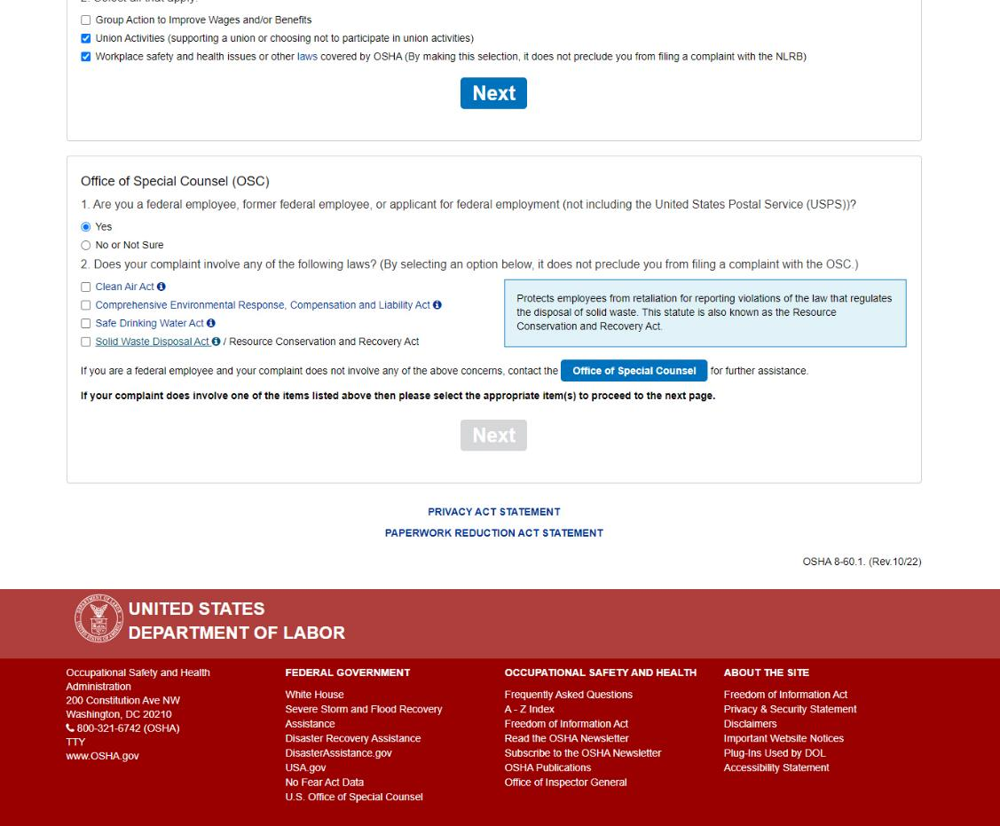 Group Action to Improve Wages and/or Benefits
Union Activities (supporting a union or choosing not to participate in union activities)
Workplace safety and health issues or other laws covered by OSHA (By making this selection, it does not preclude you from filing a complaint with the NLRB)
Next
Office of Special Counsel (OSC)
1. Are you a federal employee, former federal employee, or applicant for federal employment (not including the United States Postal Service (USPS))?
Yes
No or Not Sure
2. Does your complaint involve any of the following laws? (By selecting an option below, it does not preclude you from filing a complaint with the OSC.)
Clean Air Act
Comprehensive Environmental Response, Compensation and Liability Act
Safe Drinking Water Act
Solid Waste Disposal Act / Resource Conservation and Recovery Act
Protects employees from retaliation for reporting violations of the law that regulates
the disposal of solid waste. This statute is also known as the Resource
Conservation and Recovery Act.
If you are a federal employee and your complaint does not involve any of the above concerns, contact the Office of Special Counsel for further assistance.
If your complaint does involve one of the items listed above then please select the appropriate item(s) to proceed to the next page.
Next
PRIVACY ACT STATEMENT
PAPERWORK REDUCTION ACT STATEMENT
OSHA 8-60.1. (Rev.10/22)
UNITED STATES
DEPARTMENT OF LABOR
Occupational Safety and Health
Administration
200 Constitution Ave NW
Washington, DC 20210
800-321-6742 (OSHA)
TTY
www.OSHA.gov
FEDERAL GOVERNMENT
White House
Severe Storm and Flood Recovery
Assistance
Disaster Recovery Assistance
DisasterAssistance.gov
USA.gov
No Fear Act Data
U.S. Office of Special Counsel
OCCUPATIONAL SAFETY AND HEALTH
Frequently Asked Questions
A - Z Index
Freedom of Information Act
Read the OSHA Newsletter
Subscribe to the OSHA Newsletter
OSHA Publications
Office of Inspector General
ABOUT THE SITE
Freedom of Information Act
Privacy & Security Statement
Disclaimers
Important Website Notices
Plug-Ins Used by DOL
Accessibility Statement